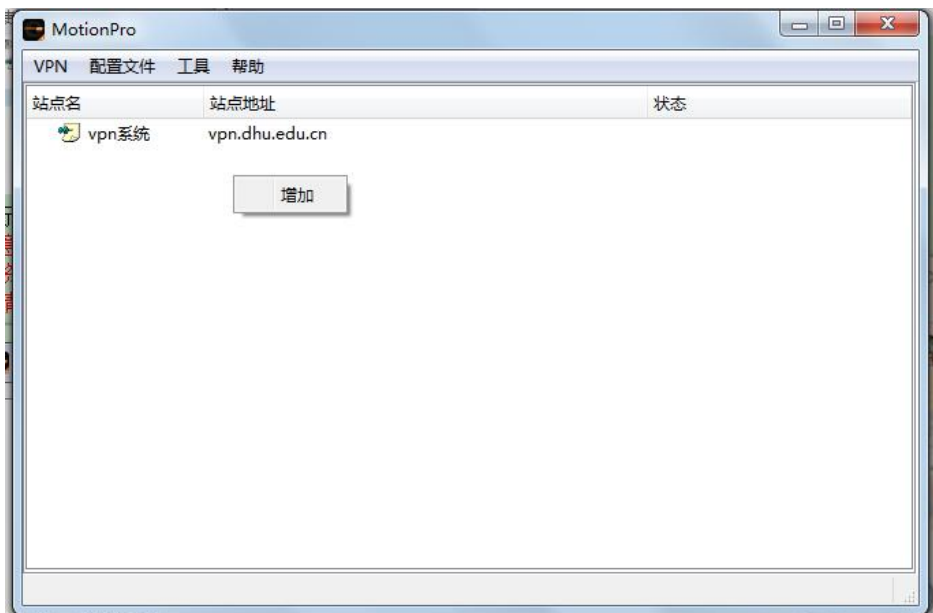 MotionPro
VPN 配置文件 工具 帮助
站点名 站点地址 状态
vpn系统 vpn.dhu.edu.cn
增加